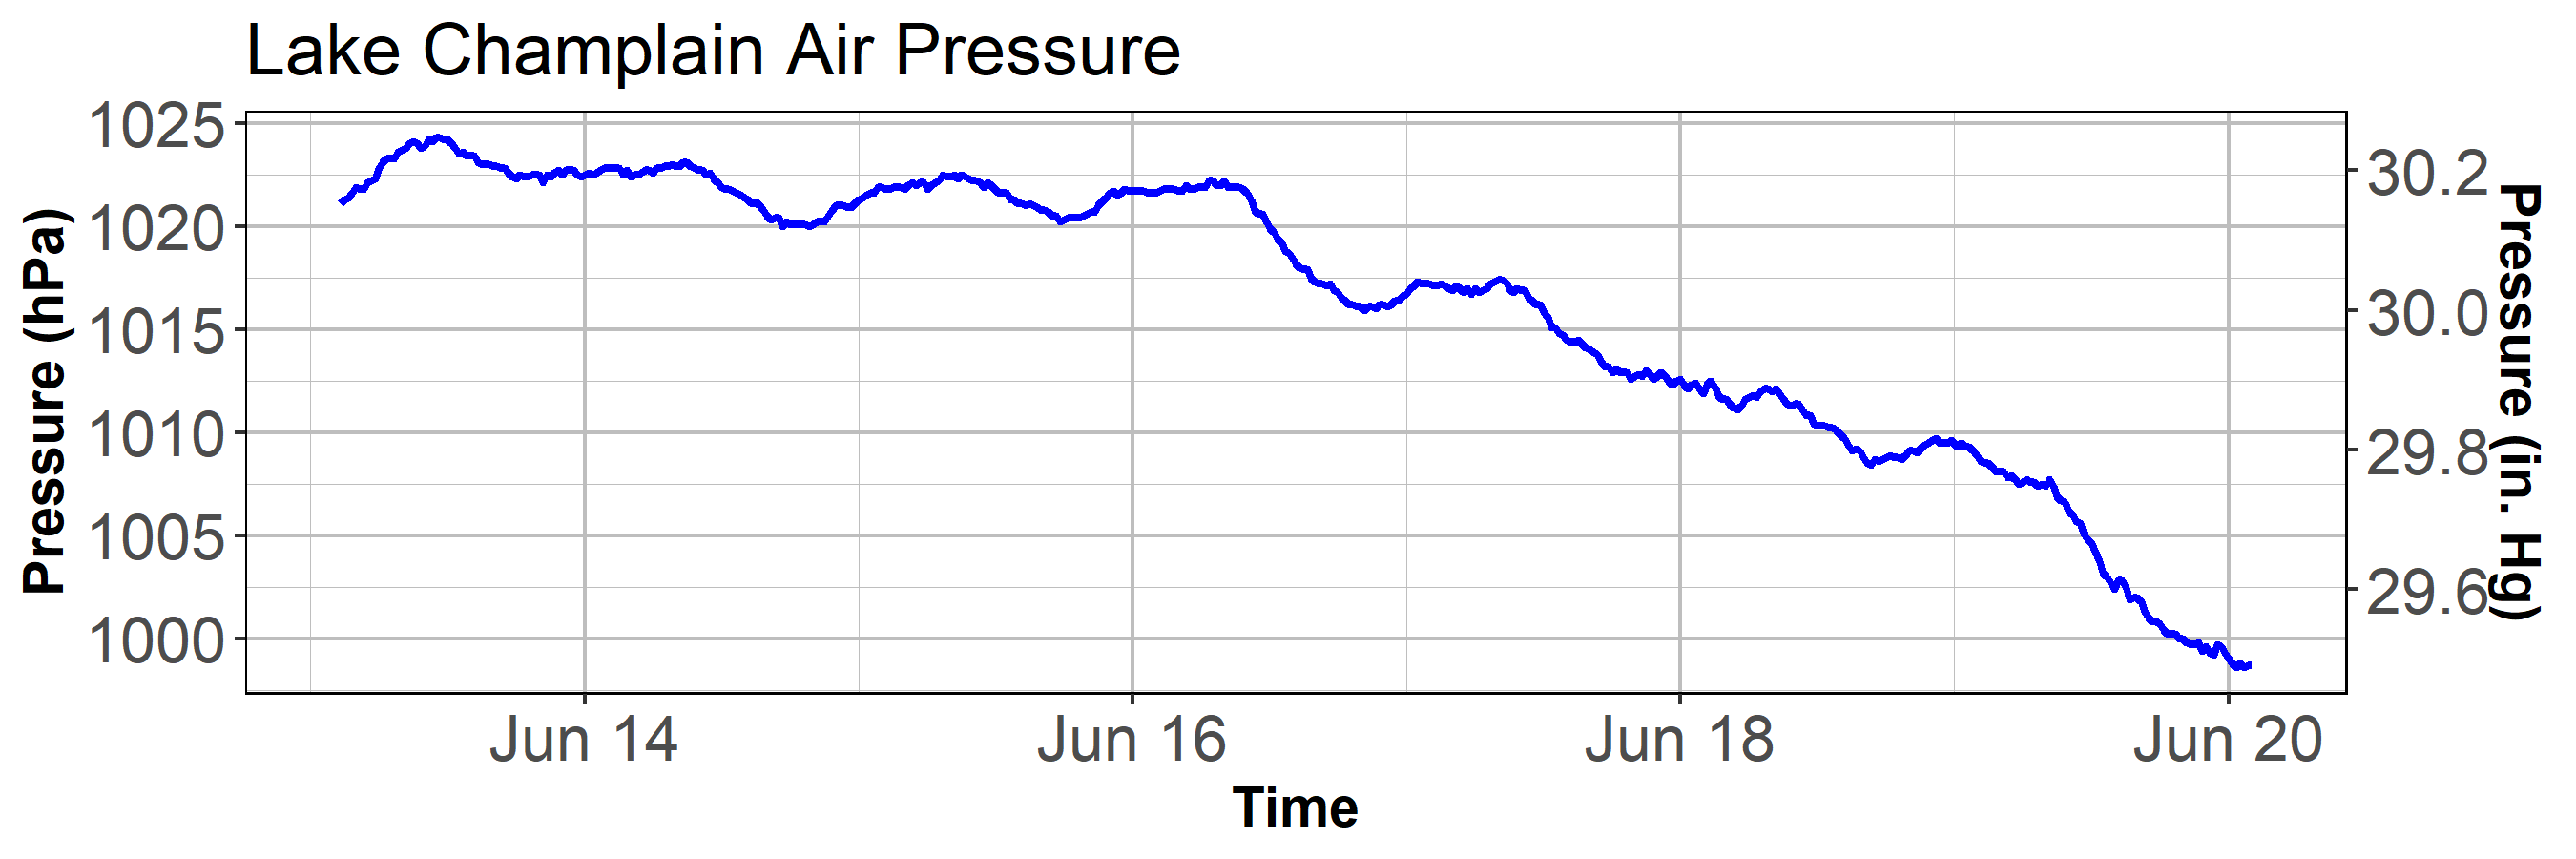 Lake Champlain Air Pressure
Pressure (hPa)
1025
1020
1015
1010
1005
1000
30.2
30.0
29.8
29.6
Pressure (in. Hg)
Jun 14
Jun 16
Jun 18
Jun 20
Time